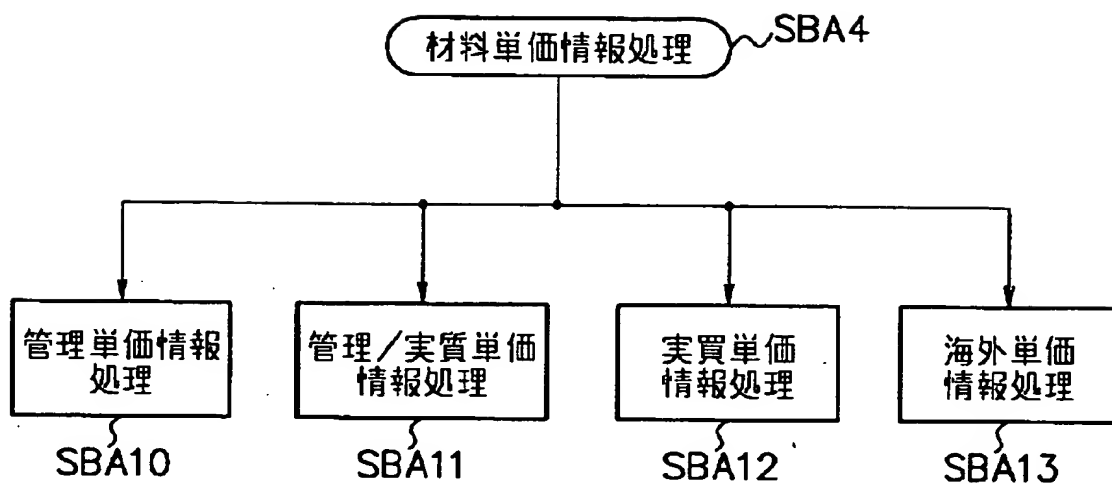 材料単価情報処理
SBA4
管理単価情報
処理
管理/実質単価
情報処理
実買単価
情報処理
海外単価
情報処理
SBA10
SBA11
SBA12
SBA13